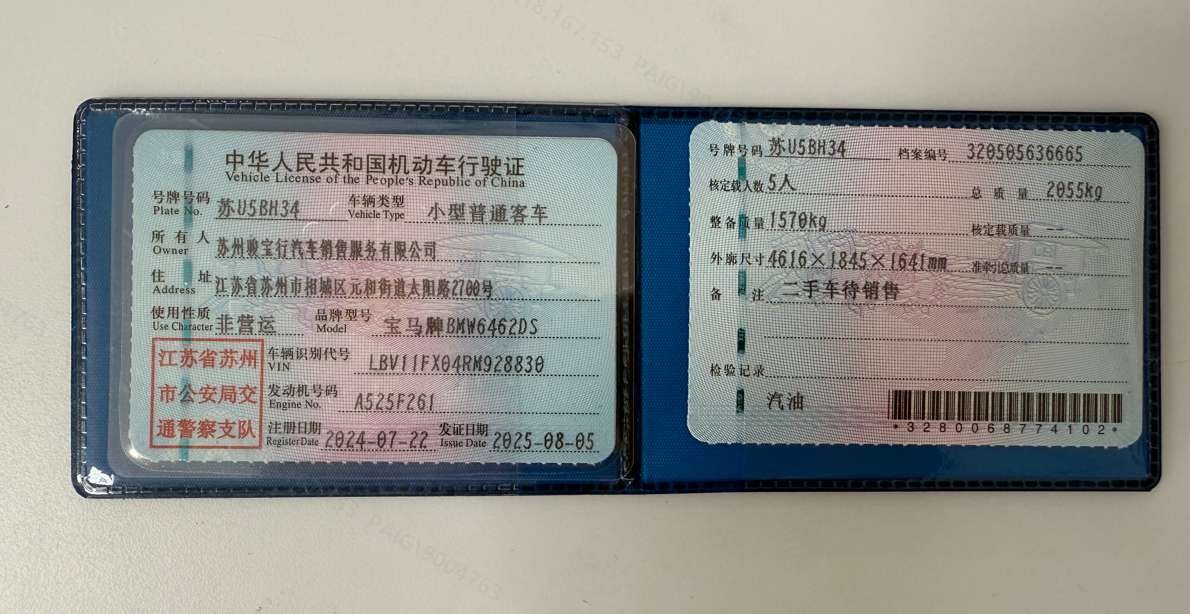 中华人民共和国机动车行驶证
Vehicle License of the People's Republic of China
号牌号码 苏U5BH34 车辆类型 小型普通客车
Plate No. Vehicle Type
所有人 苏州骏宝行汽车销售服务有限公司
Owner
住址 江苏省苏州市相城区元和街道太阳路2700号
Address
使用性质 非营运 品牌型号 宝马牌BMW6462DS
Use Character Model
江苏省苏州
市公安局交
通警察支队
车辆识别代号 LBV11FX04RM928830
VIN
发动机号码 A525F261
Engine No.
注册日期 2024-07-22 发证日期 2025-08-05
Register Date Issue Date
号牌号码 苏U5BH34 档案编号 320505636665
核定载人数 5人 总质量 2055kg
整备质量 1570kg 核定载质量 --
外廓尺寸 4616×1845×1641mm 准牵引总质量 --
备注 二手车待销售
检验记录
汽油
*3280068774102*